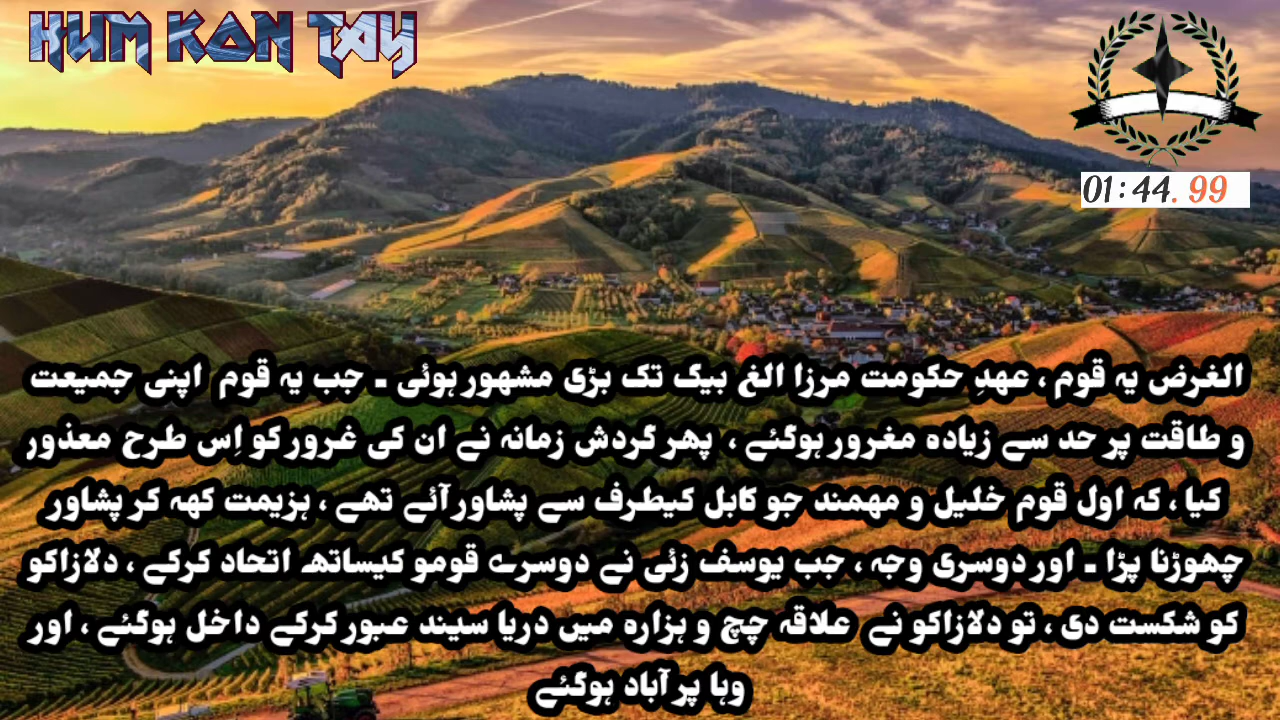 HUM KON TAY
01:44.99
الغرض یہ قوم ، عہدِ حکومت مرزا الغ بیک تک بڑی مشہور ہوئی ۔ جب یہ قوم اپنی جمیعت
و طاقت پر حد سے زیادہ مغرور ہوگئے ، پھر گردش زمانہ نے ان کی غرور کو اِس طرح معذور
کیا ، کہ اول قوم خلیل و مهمند جو کابل کیطرف سے پشاور آئے تھے ، ہزیمت کھہ کر پشاور
چھوڑنا پڑا ۔ اور دوسری وجہ ، جب یوسف زئی نے دوسرے قومو کیساتھ اتحاد کرکے ، دلازاکو
کو شکست دی ، تو دلازاکو نے علاقہ چچ و ہزارہ میں دریا سیند عبور کرکے داخل ہوگئے ، اور
وہا پر آباد ہوگئے